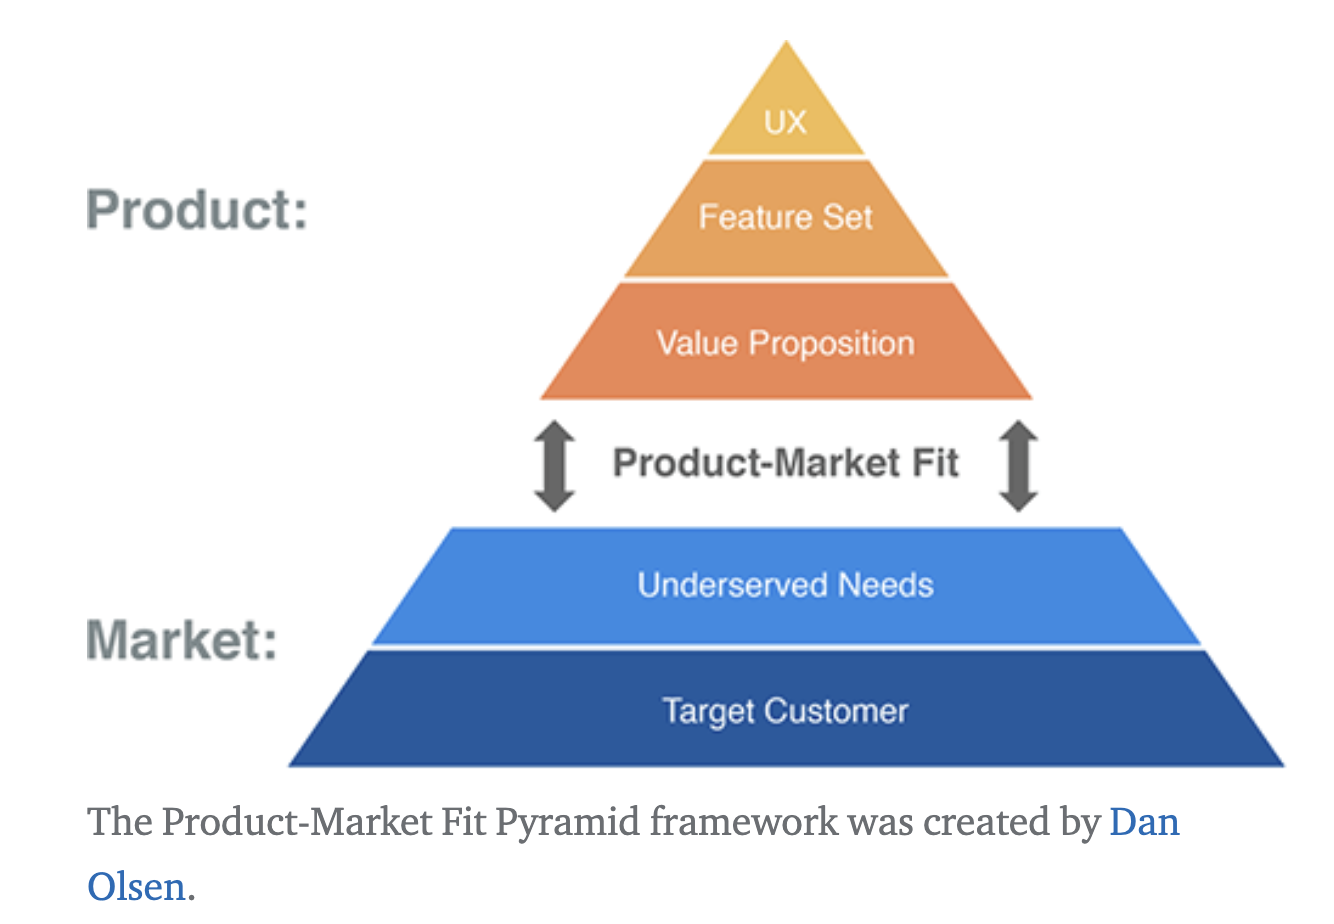 UX
Product:
Feature Set
Value Proposition
Product-Market Fit
Underserved Needs
Market:
Target Customer
The Product-Market Fit Pyramid framework was created by Dan
Olsen.